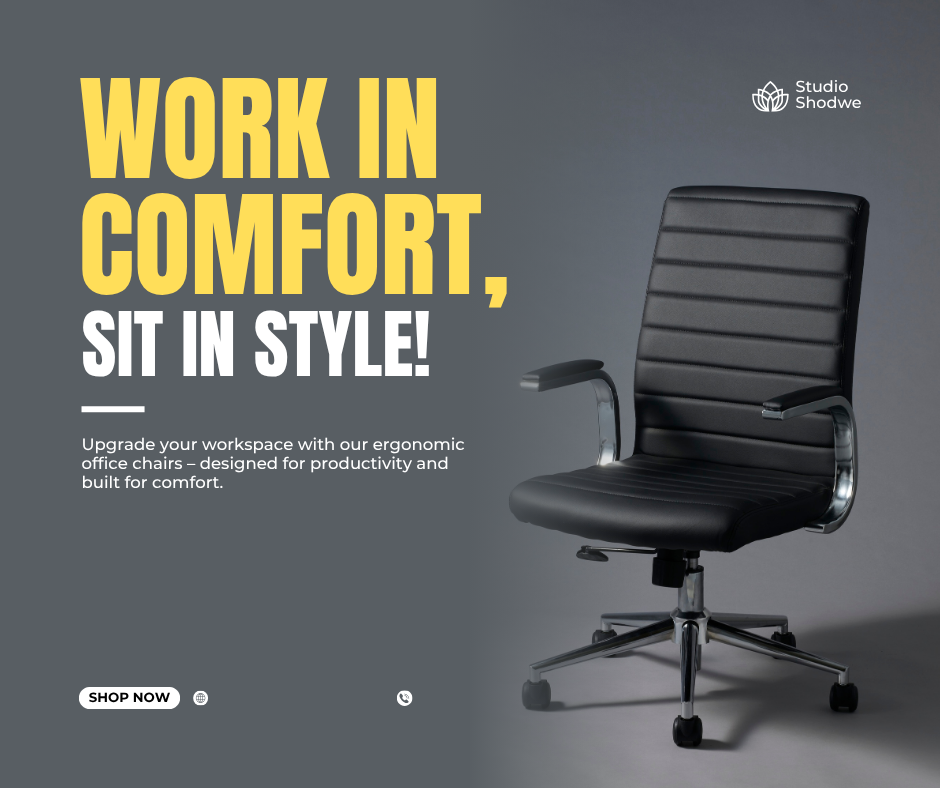 WORK IN
COMFORT,
SIT IN STYLE!
Studio
Shodwe
Upgrade your workspace with our ergonomic
office chairs – designed for productivity and
built for comfort.
SHOP NOW